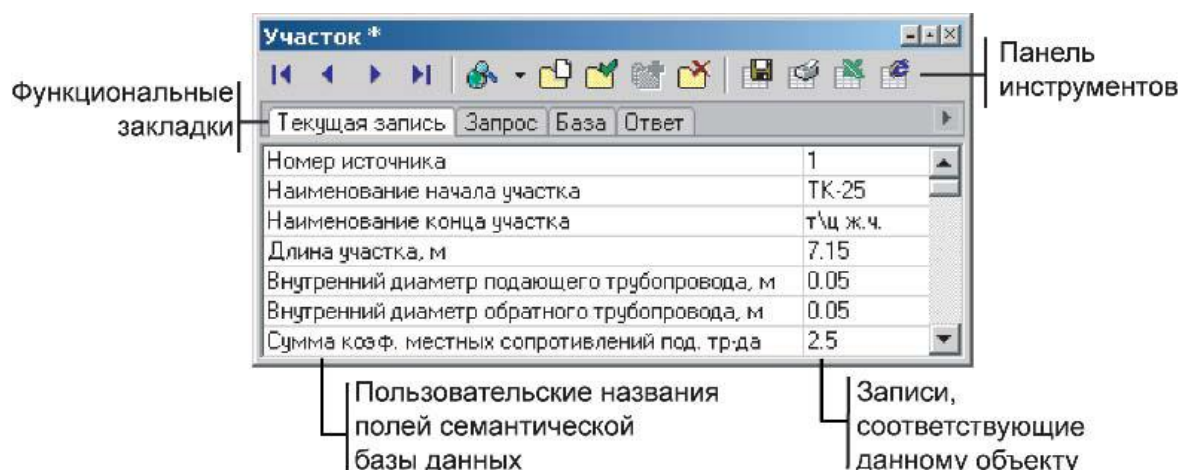 Участок *
Панель
инструментов
Функциональные
закладки
Текущая запись Запрос База Ответ
Номер источника 1
Наименование начала участка ТК-25
Наименование конца участка т\ц ж.ч.
Длина участка, м 7.15
Внутренний диаметр подающего трубопровода, м 0.05
Внутренний диаметр обратного трубопровода, м 0.05
Сумма коэф. местных сопротивлений под. тр-да 2.5
Пользовательские названия
полей семантической
базы данных
Записи,
соответствующие
данному объекту